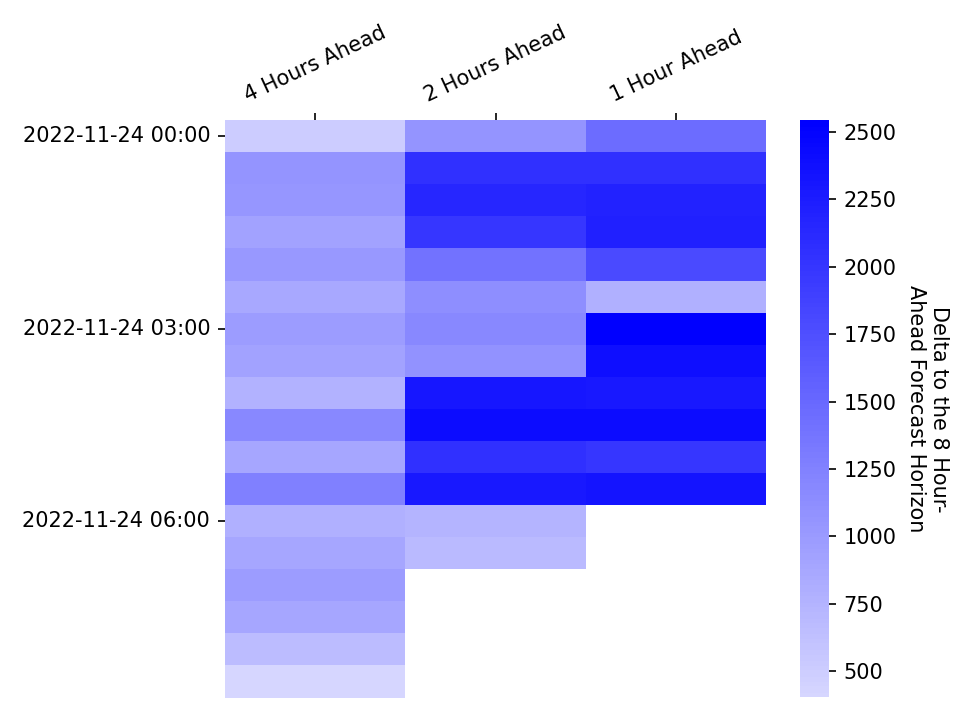 4 Hours Ahead
2 Hours Ahead
1 Hour Ahead
2022-11-24 00:00
2022-11-24 03:00
2022-11-24 06:00
2500
2250
2000
1750
1500
1250
1000
750
500
Delta to the 8 Hour-
Ahead Forecast Horizon